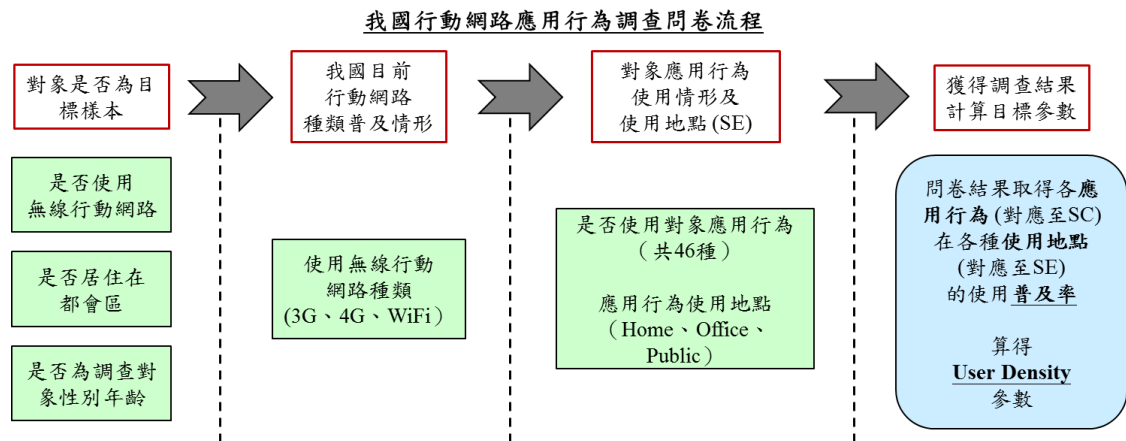 我國行動網路應用行為調查問卷流程
對象是否為目
標樣本
我國目前
行動網路
種類普及情形
對象應用行為
使用情形及
使用地點(SE)
獲得調查結果
計算目標參數
是否使用
無線行動網路
是否居住在
都會區
是否為調查對
象性別年齡
使用無線行動
網路種類
(3G、4G、WiFi)
是否使用對象應用行為
(共46種)
應用行為使用地點
(Home、Office、
Public)
問卷結果取得各應
用行為(對應至SC)
在各種使用地點
(對應至SE)
的使用普及率
算得
User Density
參數